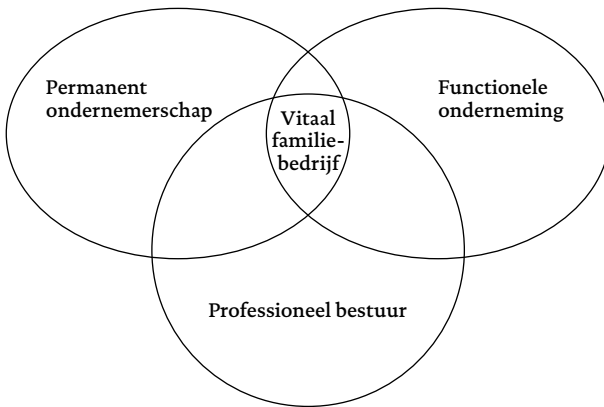 Permanent
ondernemerschap
Functionele
onderneming
Vitaal
familie-
bedrijf
Professioneel bestuur